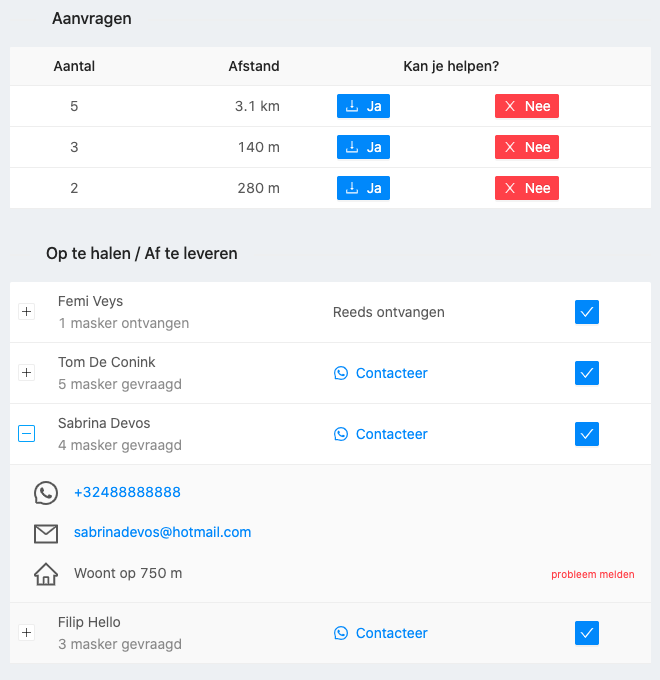 Aanvragen
Aantal Afstand Kan je helpen?
5 3.1 km Ja Nee
3 140 m Ja Nee
2 280 m Ja Nee
Op te halen / Af te leveren
Femi Veys
1 masker ontvangen
Reeds ontvangen
Tom De Conink
5 masker gevraagd
Contacteer
Sabrina Devos
4 masker gevraagd
Contacteer
+32488888888
sabrinadevos@hotmail.com
Woont op 750 m
probleem melden
Filip Hello
3 masker gevraagd
Contacteer